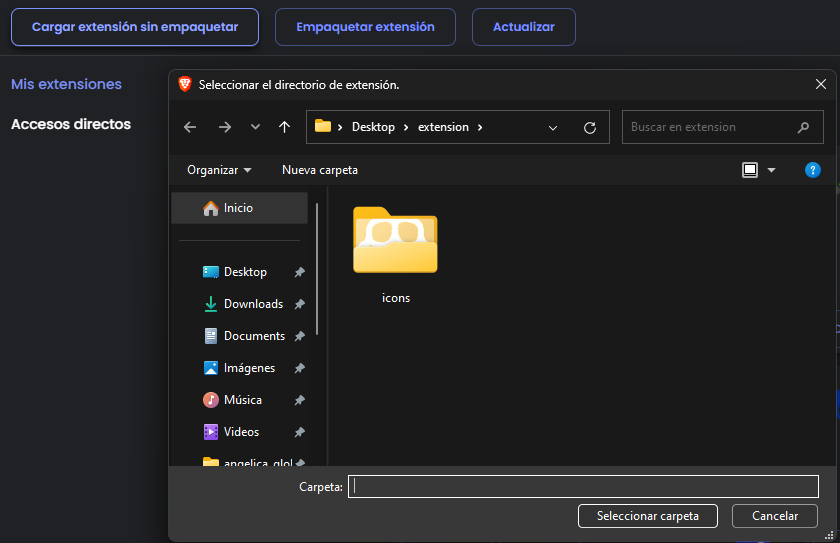 Cargar extensión sin empaquetar
Empaquetar extensión
Actualizar
Mis extensiones
Accesos directos
Seleccionar el directorio de extensión.
Desktop
extension
Buscar en extension
Organizar
Nueva carpeta
Inicio
Desktop
Downloads
Documents
Imágenes
Música
Videos
icons
Carpeta:
Seleccionar carpeta
Cancelar